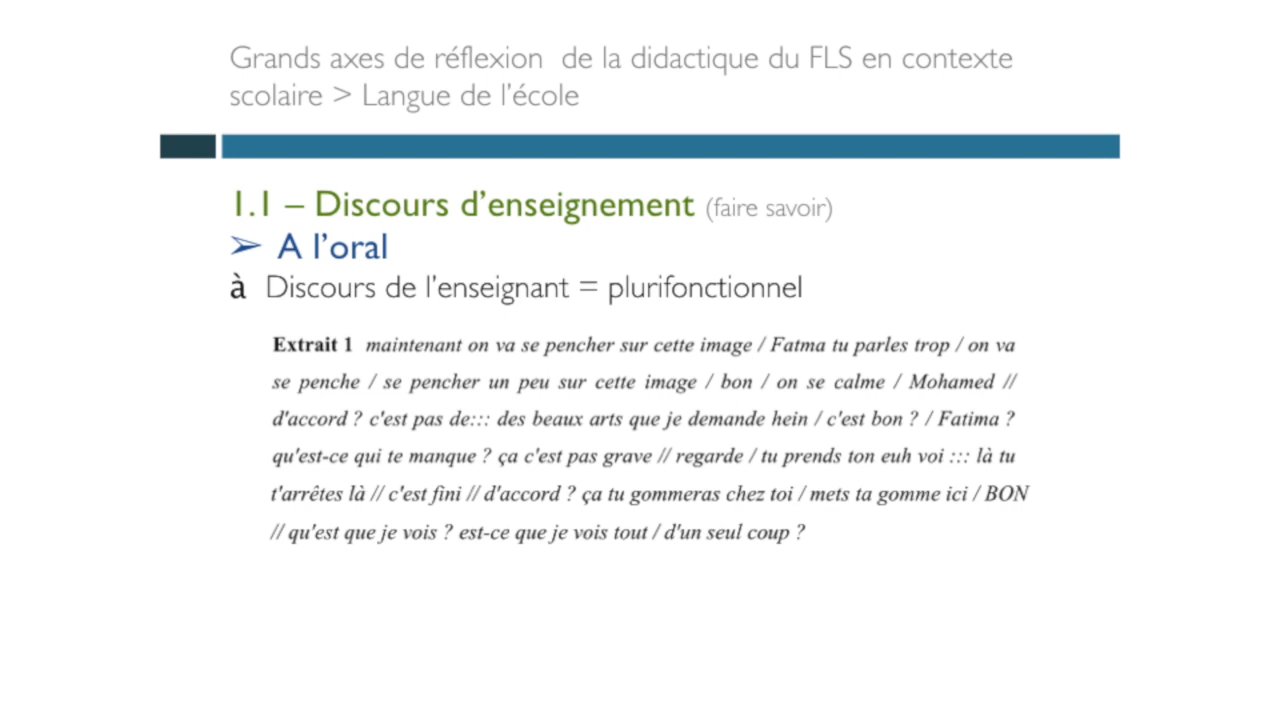 Grands axes de réflexion de la didactique du FLS en contexte
scolaire > Langue de l'école
1.1 – Discours d'enseignement (faire savoir)
➢ A l'oral
à Discours de l'enseignant = plurifonctionnel
Extrait 1 maintenant on va se pencher sur cette image / Fatma tu parles trop / on va
se penche / se pencher un peu sur cette image / bon / on se calme / Mohamed //
d'accord ? c'est pas de::: des beaux arts que je demande hein / c'est bon ? / Fatima ?
qu'est-ce qui te manque ? ça c'est pas grave // regarde / tu prends ton euh voi ::: là tu
t'arrêtes là // c'est fini // d'accord ? ça tu gommeras chez toi / mets ta gomme ici / BON
// qu'est que je vois ? est-ce que je vois tout / d'un seul coup ?